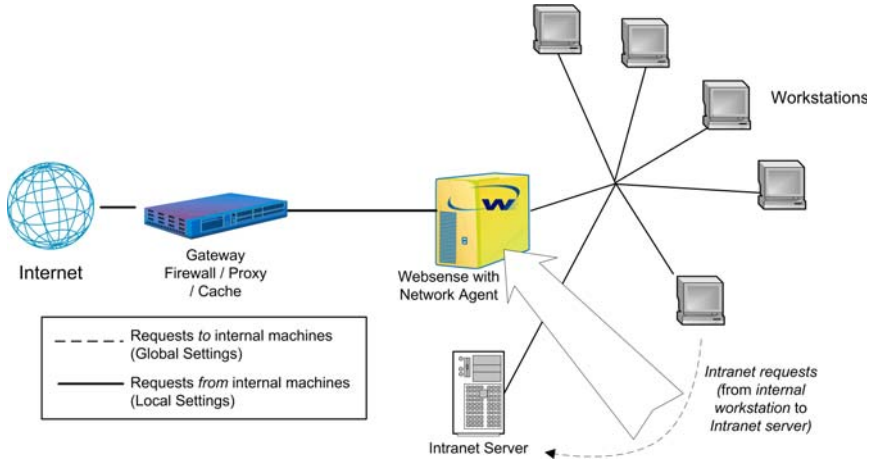 Workstations
Internet
Gateway
Firewall / Proxy
/ Cache
W
Websense with
Network Agent
Requests to internal machines
(Global Settings)
Requests from internal machines
(Local Settings)
Intranet Server
Intranet requests
(from internal
workstation to
Intranet server)